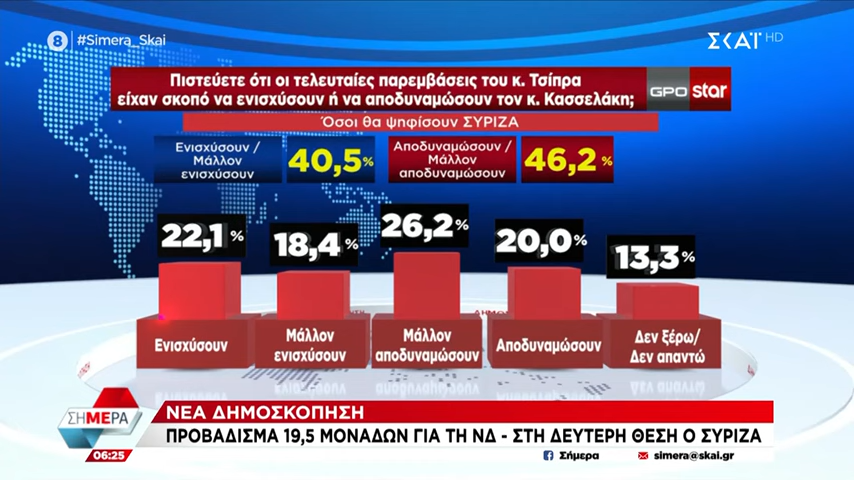 8 #Simera_Skai
ΣΚΑΪ HD
Πιστεύετε ότι οι τελευταίες παρεμβάσεις του κ. Τσίπρα
είχαν σκοπό να ενισχύσουν ή να αποδυναμώσουν τον κ. Κασσελάκη;
GPO star
Όσοι θα ψηφίσουν ΣΥΡΙΖΑ
Ενισχύσουν /
Μάλλον
ενισχύσουν
40,5%
Αποδυναμώσουν /
Μάλλον
αποδυναμώσουν
46,2%
22,1%
18,4%
26,2%
20,0%
13,3%
Ενισχύσουν
Μάλλον
ενισχύσουν
Μάλλον
αποδυναμώσουν
Αποδυναμώσουν
Δεν ξέρω/
Δεν απαντώ
ΣΗΜΕΡΑ
06:25
ΝΕΑ ΔΗΜΟΣΚΟΠΗΣΗ
ΠΡΟΒΑΔΙΣΜΑ 19,5 ΜΟΝΑΔΩΝ ΓΙΑ ΤΗ ΝΔ - ΣΤΗ ΔΕΥΤΕΡΗ ΘΕΣΗ Ο ΣΥΡΙΖΑ
Σήμερα
simera@skai.gr